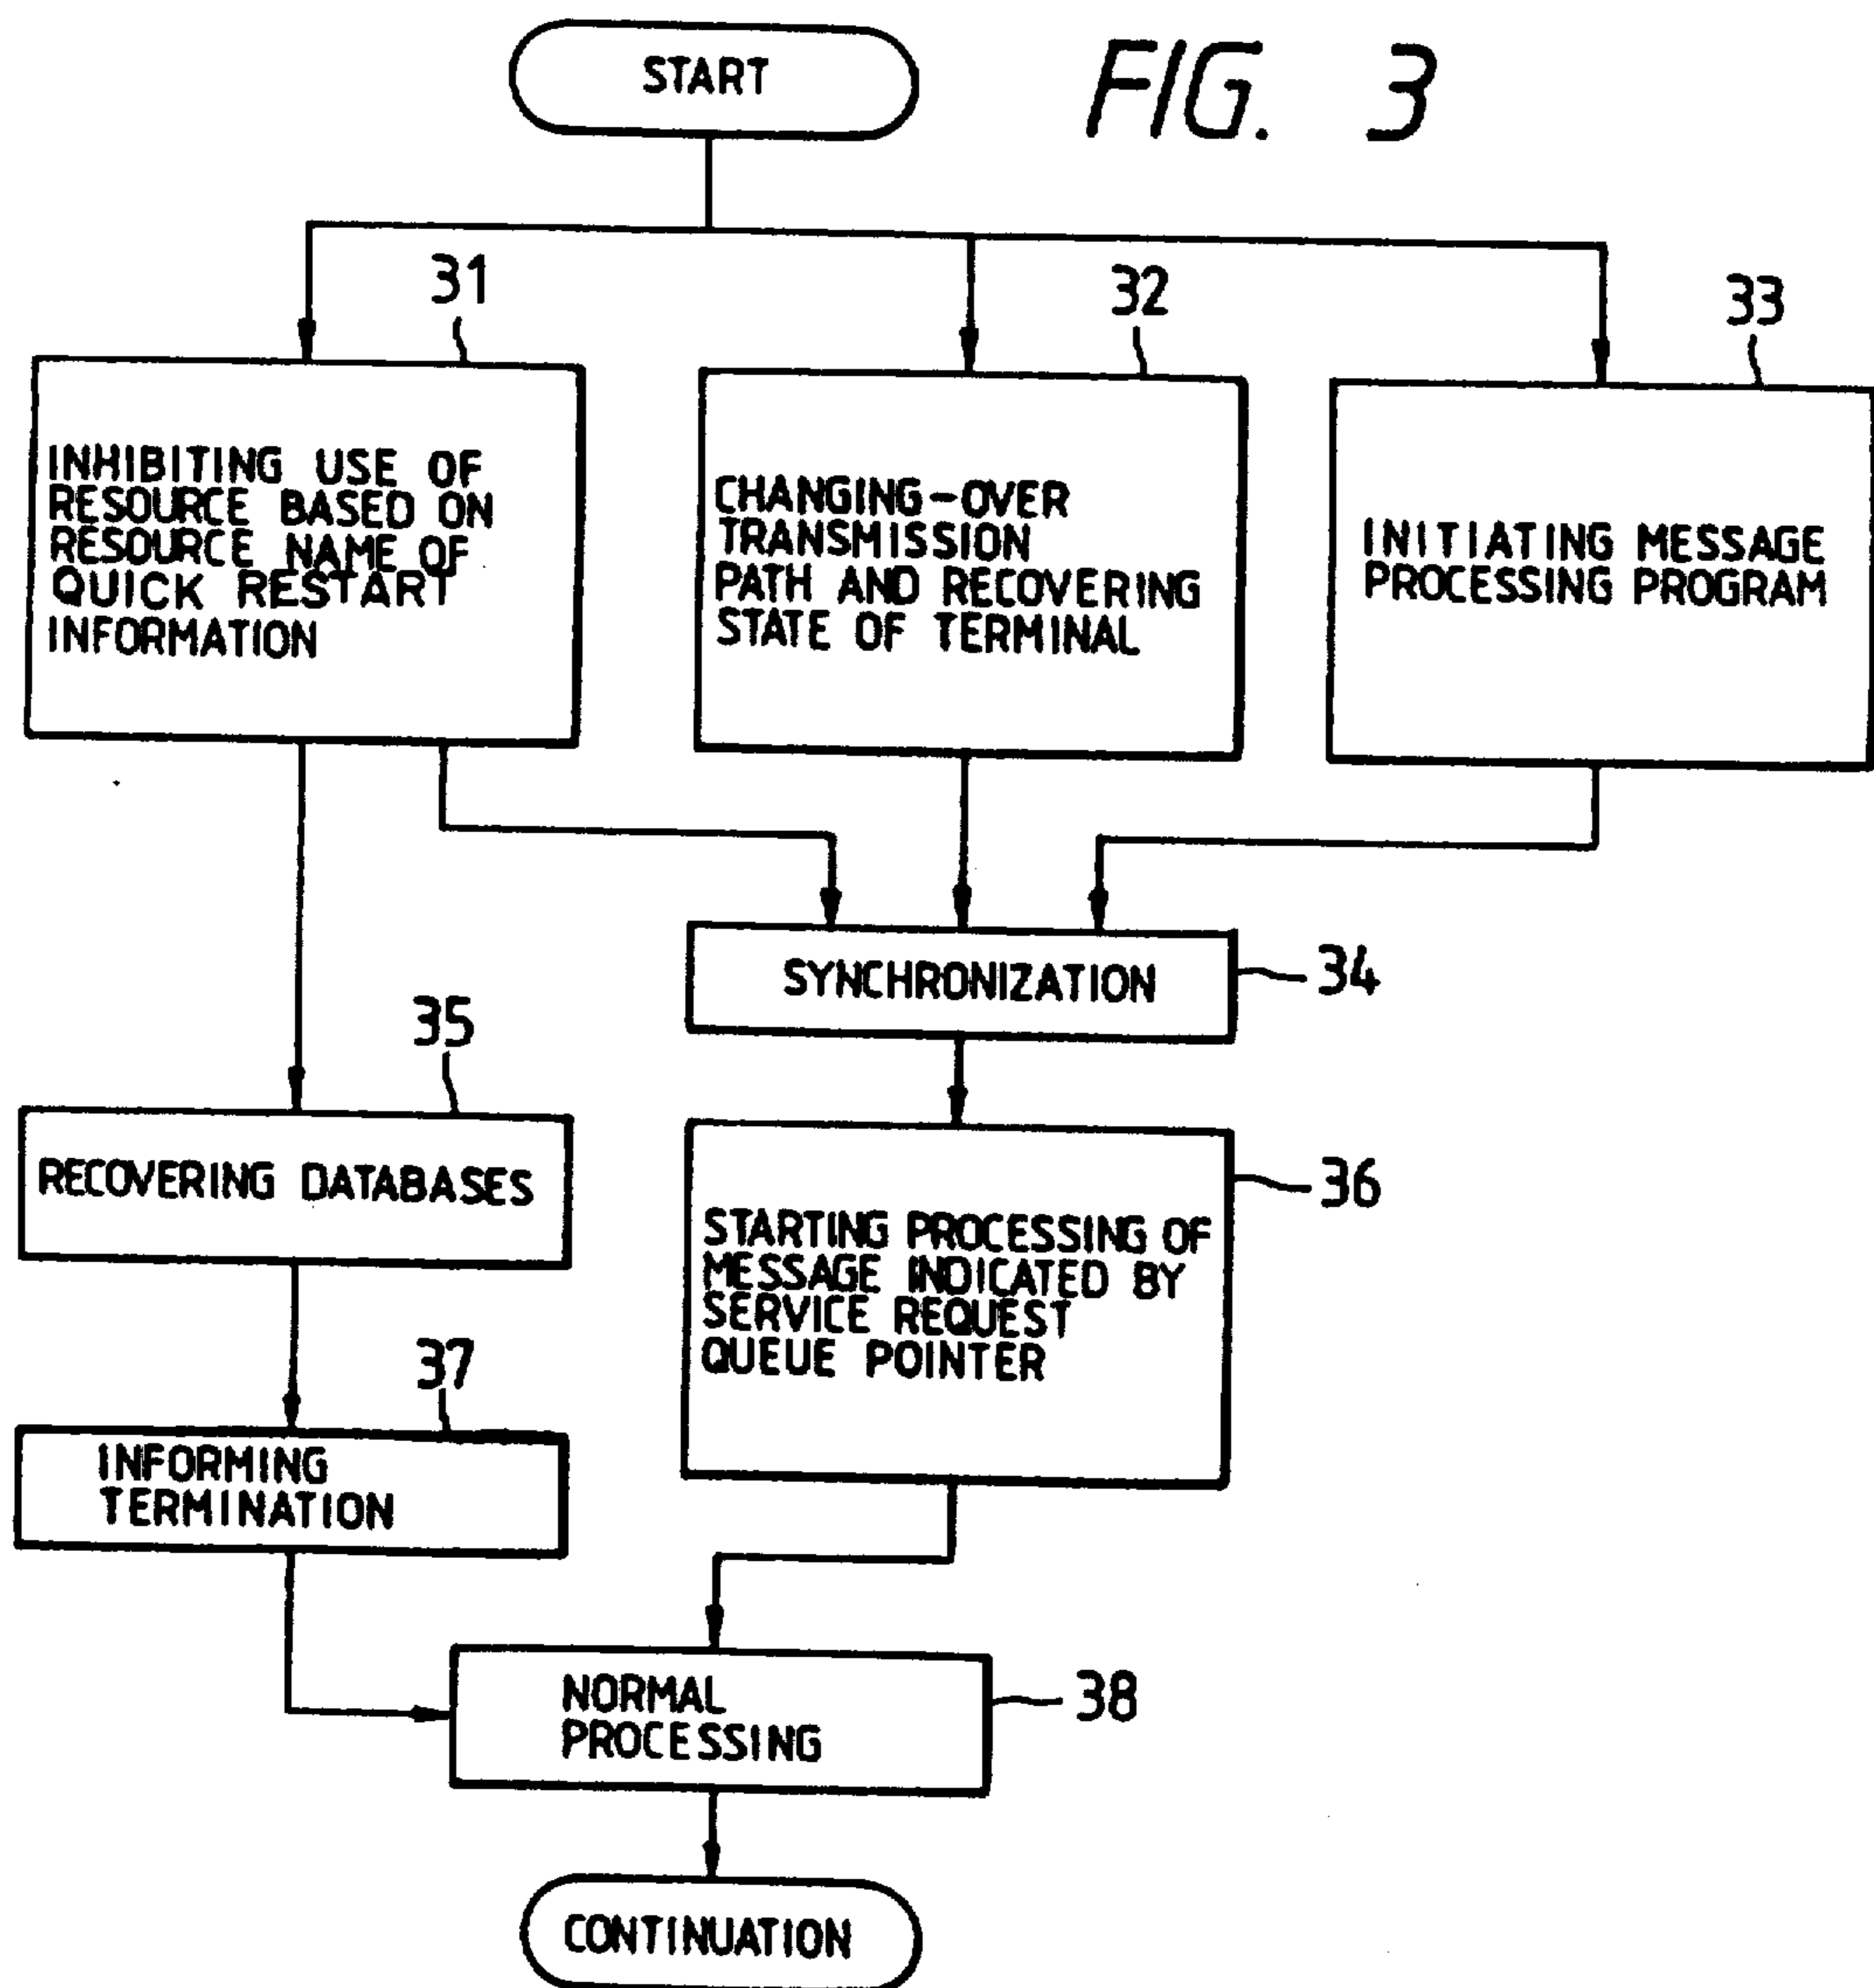 START
FIG. 3
31
32
33
INHIBITING USE OF
RESOURCE BASED ON
RESOURCE NAME OF
QUICK RESTART
INFORMATION
CHANGING-OVER
TRANSMISSION
PATH AND RECOVERING
STATE OF TERMINAL
INITIATING MESSAGE
PROCESSING PROGRAM
SYNCHRONIZATION
34
35
RECOVERING DATABASES
36
STARTING PROCESSING OF
MESSAGE INDICATED BY
SERVICE REQUEST
QUEUE POINTER
37
INFORMING
TERMINATION
NORMAL
PROCESSING
38
CONTINUATION